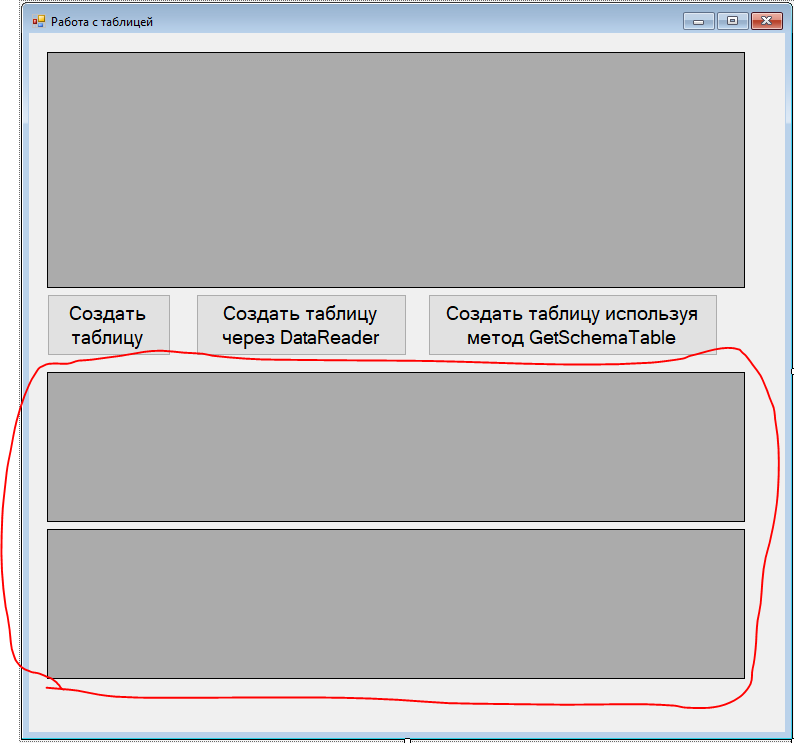 Работа с таблицей
Создать
таблицу
Создать таблицу
через DataReader
Создать таблицу используя
метод GetSchemaTable